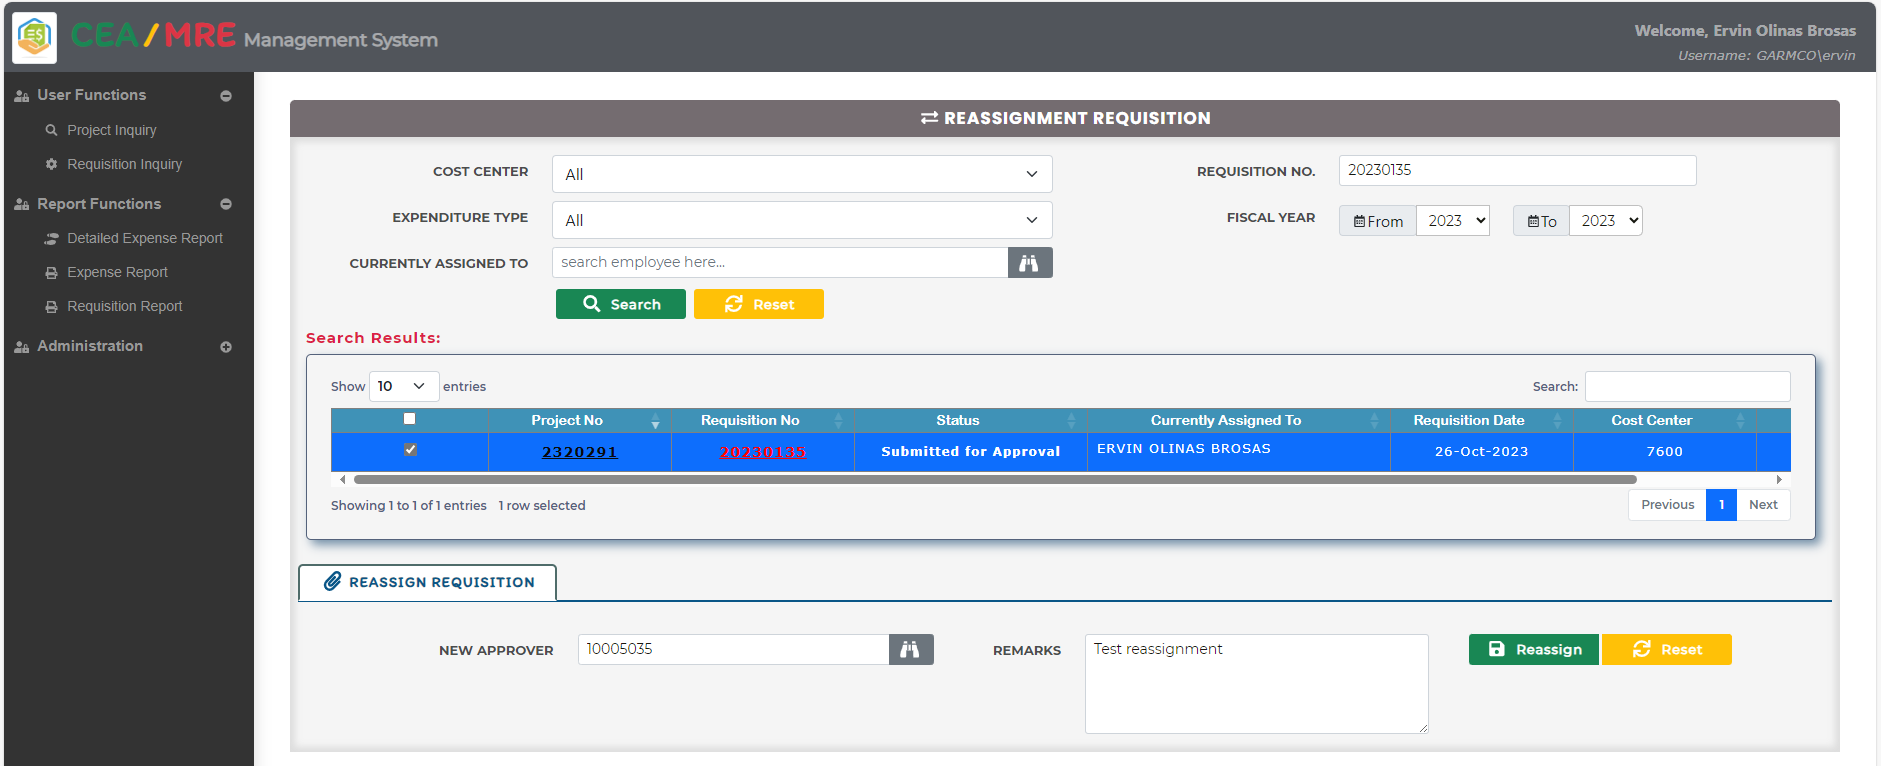 CEA/MRE Management System
Welcome, Ervin Olinas Brosas
Username: GARMCO\ervin
User Functions
Project Inquiry
Requisition Inquiry
Report Functions
Detailed Expense Report
Expense Report
Requisition Report
Administration
REASSIGNMENT REQUISITION
COST CENTER All
REQUISITION NO. 20230135
EXPENDITURE TYPE All
FISCAL YEAR From 2023 To 2023
CURRENTLY ASSIGNED TO search employee here...
Search Reset
Search Results:
Show 10 entries Search:
Project No Requisition No Status Currently Assigned To Requisition Date Cost Center
2320291 20230135 Submitted for Approval ERVIN OLINAS BROSAS 26-Oct-2023 7600
Showing 1 to 1 of 1 entries 1 row selected
Previous 1 Next
REASSIGN REQUISITION
NEW APPROVER 10005035 REMARKS Test reassignment Reassign Reset